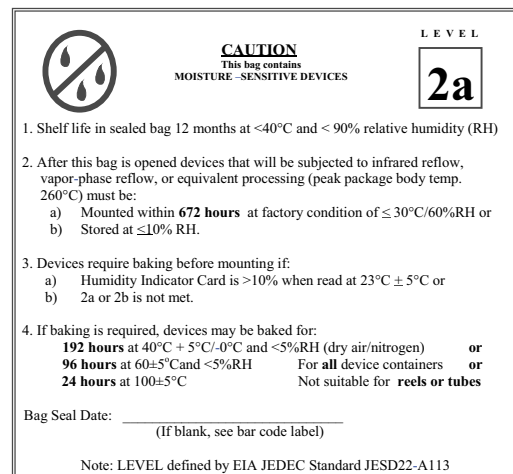 LEVEL
CAUTION
This bag contains
MOISTURE –SENSITIVE DEVICES
2a
1. Shelf life in sealed bag 12 months at <40°C and < 90% relative humidity (RH)
2. After this bag is opened devices that will be subjected to infrared reflow,
vapor-phase reflow, or equivalent processing (peak package body temp.
260°C) must be:
a) Mounted within 672 hours at factory condition of ≤ 30°C/60%RH or
b) Stored at ≤10% RH.
3. Devices require baking before mounting if:
a) Humidity Indicator Card is >10% when read at 23°C ± 5°C or
b) 2a or 2b is not met.
4. If baking is required, devices may be baked for:
192 hours at 40°C + 5°C/-0°C and <5%RH (dry air/nitrogen) or
96 hours at 60±5°Cand <5%RH For all device containers or
24 hours at 100±5°C Not suitable for reels or tubes
Bag Seal Date: ________________________________
(If blank, see bar code label)
Note: LEVEL defined by EIA JEDEC Standard JESD22-A113